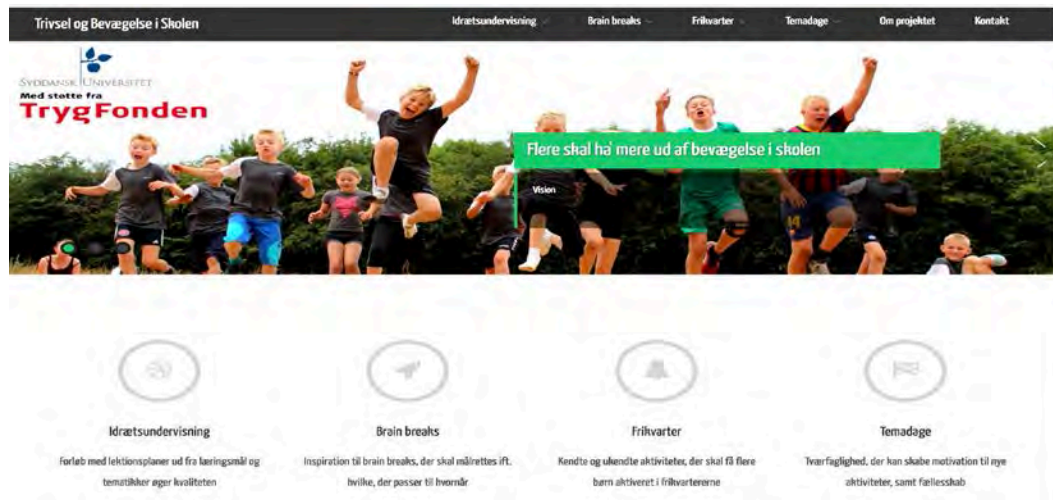 Trivsel og Bevægelse i Skolen
Idrætsundervisning
Brain breaks
Frikvarter
Temadage
Om projektet
Kontakt
SYDDANSK UNIVERSITET
Med støtte fra
TrygFonden
Flere skal ha' mere ud af bevægelse i skolen
Vision
14
Idrætsundervisning
Forløb med lektionsplaner ud fra læringsmål og
tematikker øger kvaliteten
Brain breaks
Inspiration til brain breaks, der skal målrettes ift.
hvilke, der passer til hvornår
Frikvarter
Kendte og ukendte aktiviteter, der skal få flere
børn aktiveret i frikvartererne
Temadage
Tværfaglighed, der kan skabe motivation til nye
aktiviteter, samt fællesskab